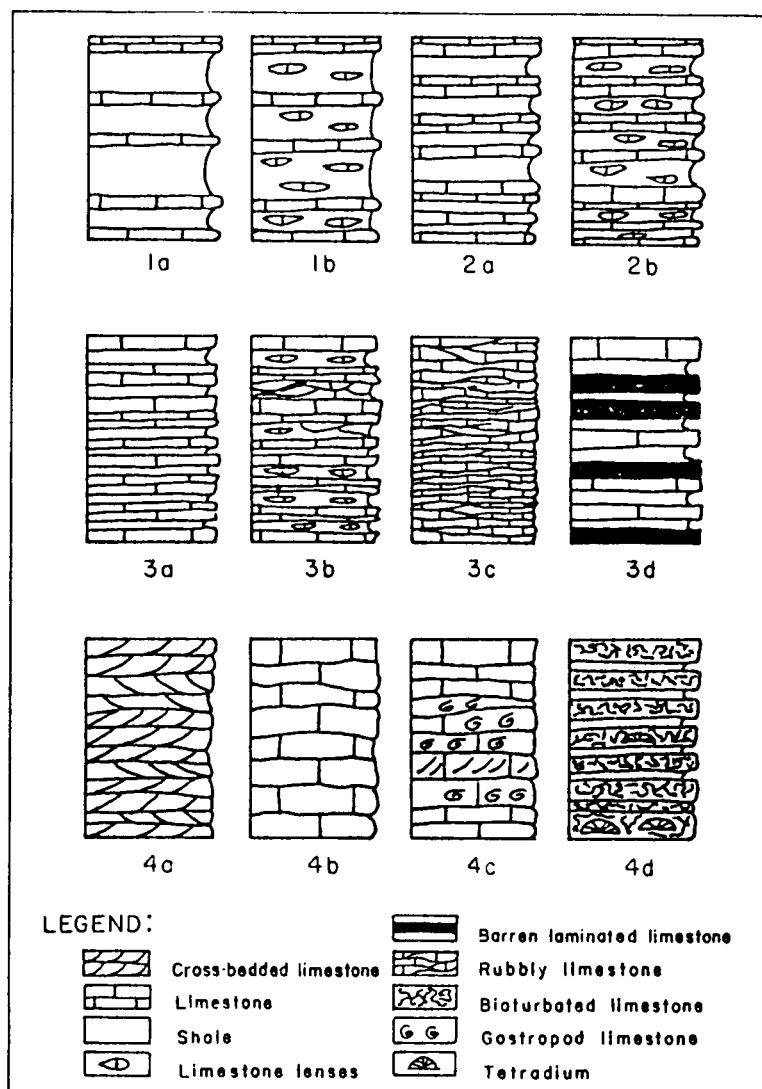 1a 1b 2a 2b
3a 3b 3c 3d
4a 4b 4c 4d
LEGEND:
Cross-bedded limestone
Limestone
Shale
Limestone lenses
Barren laminated limestone
Rubbly limestone
Bioturbated limestone
Gastropod limestone
Tetradium